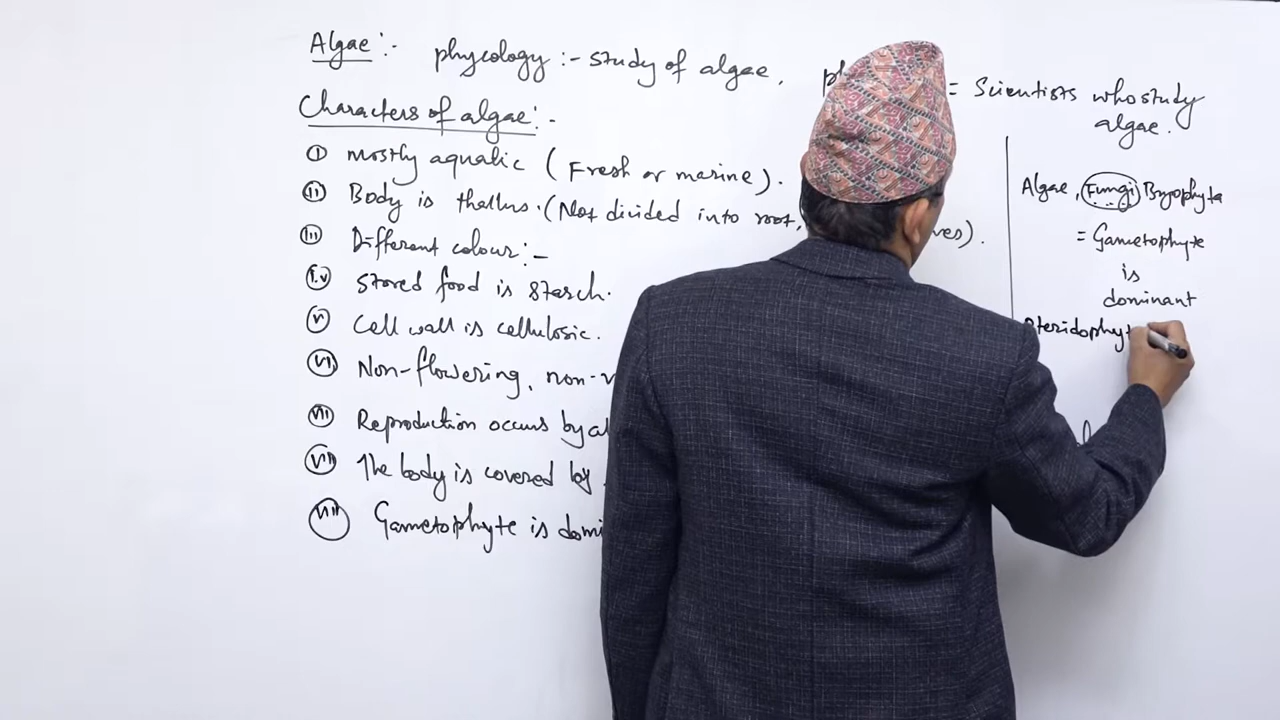 Algae :- phycology :- study of algae, = Scientists who study
algae.
Characters of algae :-
(i) mostly aquatic (Fresh or marine).
(ii) Body is thallus. (Not divided into root,
(iii) Different colour :-
(iv) Stored food is starch.
(v) Cell wall is cellulosic.
(vi) Non-flowering, non-v
(vii) Reproduction occurs by
(vii) The body is covered by
(viii) Gametophyte is domi
Algae, Fungi, Bryophyta
= Gametophyte
is
dominant
Pteridophyt